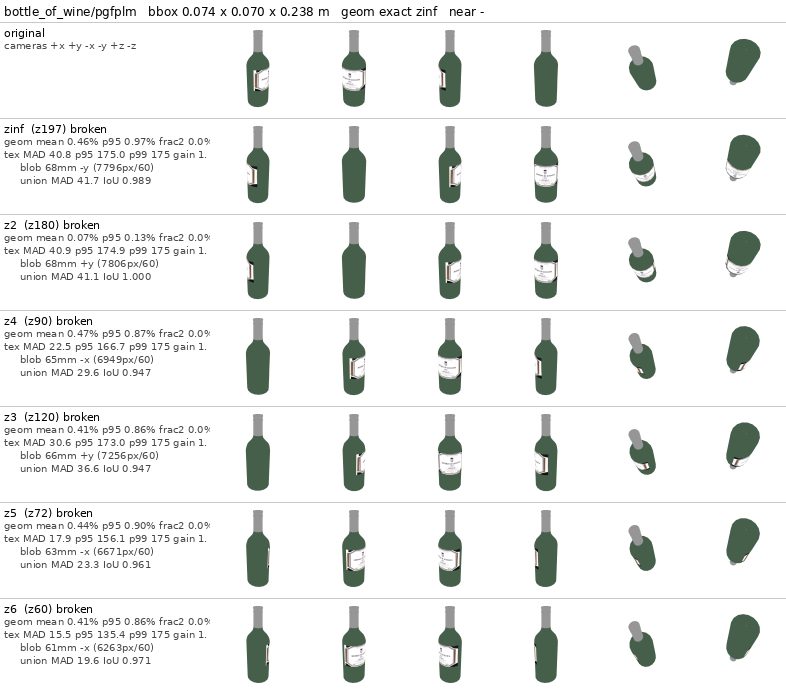 bottle_of_wine/pgfplm   bbox 0.074 x 0.070 x 0.238 m   geom exact zinf   near -
original
cameras +x +y -x -y +z -z
zinf  (z197) broken
geom mean 0.46% p95 0.97% frac2 0.0%
tex MAD 40.8 p95 175.0 p99 175 gain 1.
blob 68mm -y (7796px/60)
union MAD 41.7 IoU 0.989
z2  (z180) broken
geom mean 0.07% p95 0.13% frac2 0.0%
tex MAD 40.9 p95 174.9 p99 175 gain 1.
blob 68mm +y (7806px/60)
union MAD 41.1 IoU 1.000
z4  (z90) broken
geom mean 0.47% p95 0.87% frac2 0.0%
tex MAD 22.5 p95 166.7 p99 175 gain 1.
blob 65mm -x (6949px/60)
union MAD 29.6 IoU 0.947
z3  (z120) broken
geom mean 0.41% p95 0.86% frac2 0.0%
tex MAD 30.6 p95 173.0 p99 175 gain 1.
blob 66mm +y (7256px/60)
union MAD 36.6 IoU 0.947
z5  (z72) broken
geom mean 0.44% p95 0.90% frac2 0.0%
tex MAD 17.9 p95 156.1 p99 175 gain 1.
blob 63mm -x (6671px/60)
union MAD 23.3 IoU 0.961
z6  (z60) broken
geom mean 0.41% p95 0.86% frac2 0.0%
tex MAD 15.5 p95 135.4 p99 175 gain 1.
blob 61mm -x (6263px/60)
union MAD 19.6 IoU 0.971